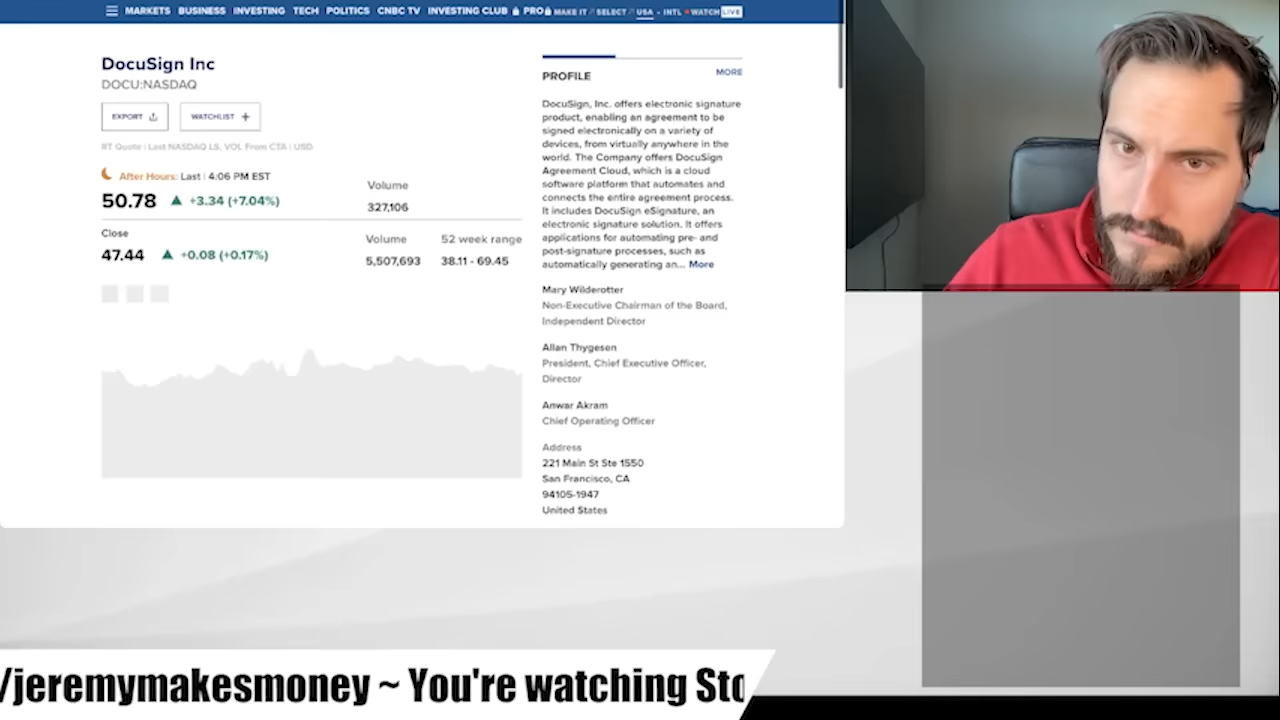 MARKETS BUSINESS INVESTING TECH POLITICS CNBC TV INVESTING CLUB PRO MAKE IT SELECT USA • INTL WATCH LIVE
DocuSign Inc
DOCU:NASDAQ
EXPORT WATCHLIST +
RT Quote | Last NASDAQ LS, VOL From CTA | USD
After Hours: Last | 4:06 PM EST
50.78 ▲ +3.34 (+7.04%)
Volume
327,106
Close
47.44 ▲ +0.08 (+0.17%)
Volume
5,507,693
52 week range
38.11 - 69.45
PROFILE
MORE
DocuSign, Inc. offers electronic signature
product, enabling an agreement to be
signed electronically on a variety of
devices, from virtually anywhere in the
world. The Company offers DocuSign
Agreement Cloud, which is a cloud
software platform that automates and
connects the entire agreement process.
It includes DocuSign eSignature, an
electronic signature solution. It offers
applications for automating pre- and
post-signature processes, such as
automatically generating an... More
Mary Wilderotter
Non-Executive Chairman of the Board,
Independent Director
Allan Thygesen
President, Chief Executive Officer,
Director
Anwar Akram
Chief Operating Officer
Address
221 Main St Ste 1550
San Francisco, CA
94105-1947
United States
/jeremymakesmoney ~ You're watching Sto